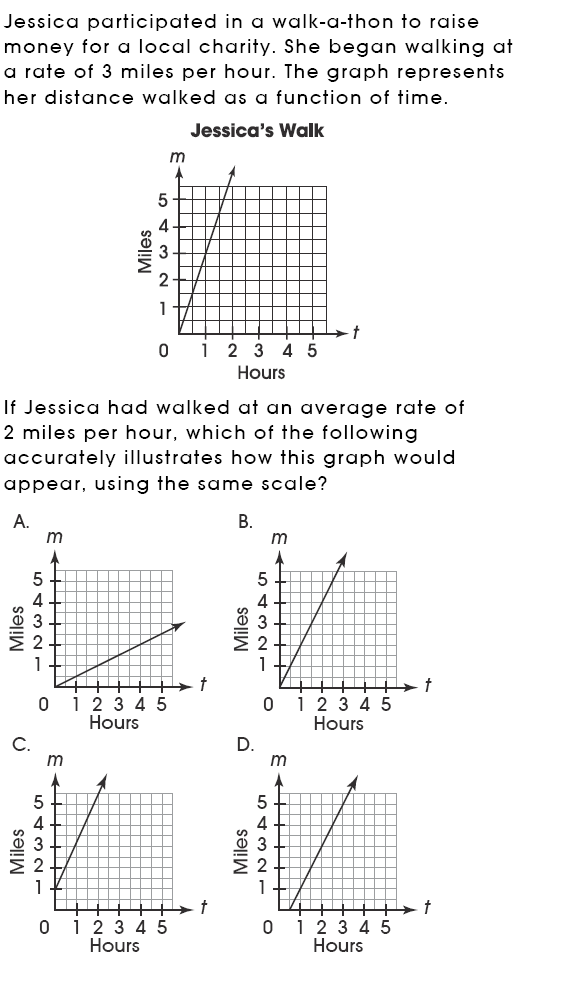 Jessica participated in a walk-a-thon to raise
money for a local charity. She began walking at
a rate of 3 miles per hour. The graph represents
her distance walked as a function of time.
Jessica's Walk
m
5
4
3
2
1
Miles
t
0 1 2 3 4 5
Hours
If Jessica had walked at an average rate of
2 miles per hour, which of the following
accurately illustrates how this graph would
appear, using the same scale?
A.
m
5
4
3
2
1
Miles
t
0 1 2 3 4 5
Hours
B.
m
5
4
3
2
1
Miles
t
0 1 2 3 4 5
Hours
C.
m
5
4
3
2
1
Miles
t
0 1 2 3 4 5
Hours
D.
m
5
4
3
2
1
Miles
t
0 1 2 3 4 5
Hours